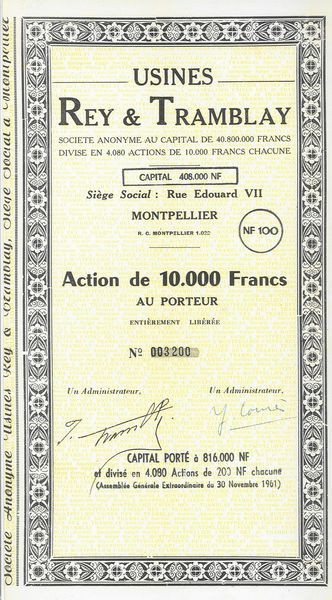 USINES
REY & TRAMBLAY
SOCIETE ANONYME AU CAPITAL DE 40.800.000 FRANCS
DIVISE EN 4.080 ACTIONS DE 10.000 FRANCS CHACUNE
CAPITAL 408.000 NF
Siège Social : Rue Edouard VII
MONTPELLIER
R. C. MONTPELLIER 1.022
NF 100
Action de 10.000 Francs
AU PORTEUR
ENTIÈREMENT LIBÉRÉE
Nº 003200
Un Administrateur,
Un Administrateur,
CAPITAL PORTÉ à 816.000 NF
et divisé en 4.080 Actions de 200 NF chacune
(Assemblée Générale Extraordinaire du 30 Novembre 1961)
Société Anonyme Usines Rey & Tramblay, Siège Social à Montpellier